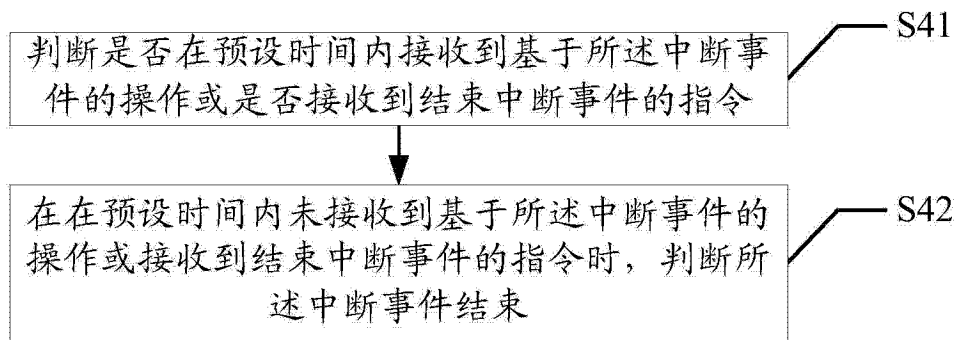 S41
判断是否在预设时间内接收到基于所述中断事
件的操作或是否接收到结束中断事件的指令
S42
在在预设时间内未接收到基于所述中断事件的
操作或接收到结束中断事件的指令时，判断所
述中断事件结束